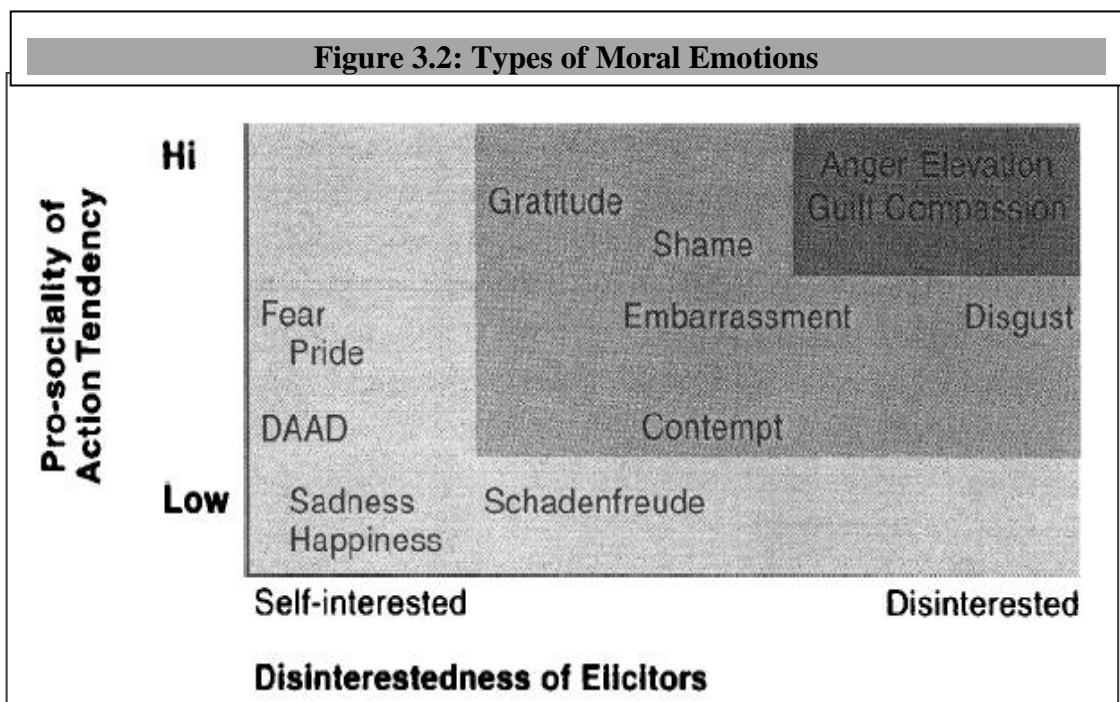 Figure 3.2: Types of Moral Emotions
Pro-sociality of
Action Tendency
Hi
Low
Anger Elevation
Guilt Compassion
Gratitude
Shame
Fear
Pride
Embarrassment
Disgust
DAAD
Contempt
Sadness
Happiness
Schadenfreude
Self-interested
Disinterested
Disinterestedness of Elicitors